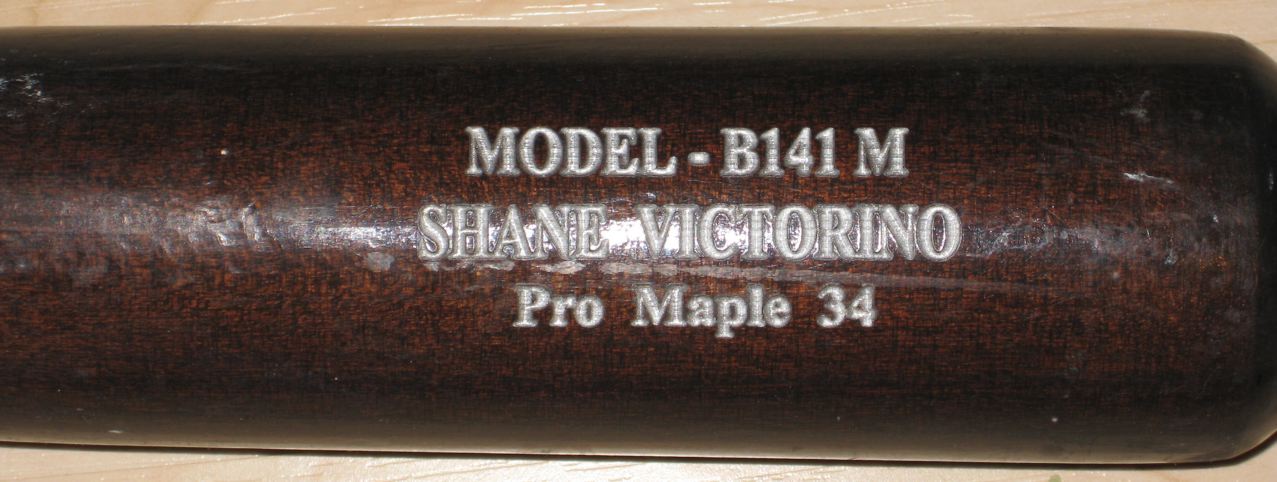 MODEL - B141 M
SHANE VICTORINO
Pro Maple 34